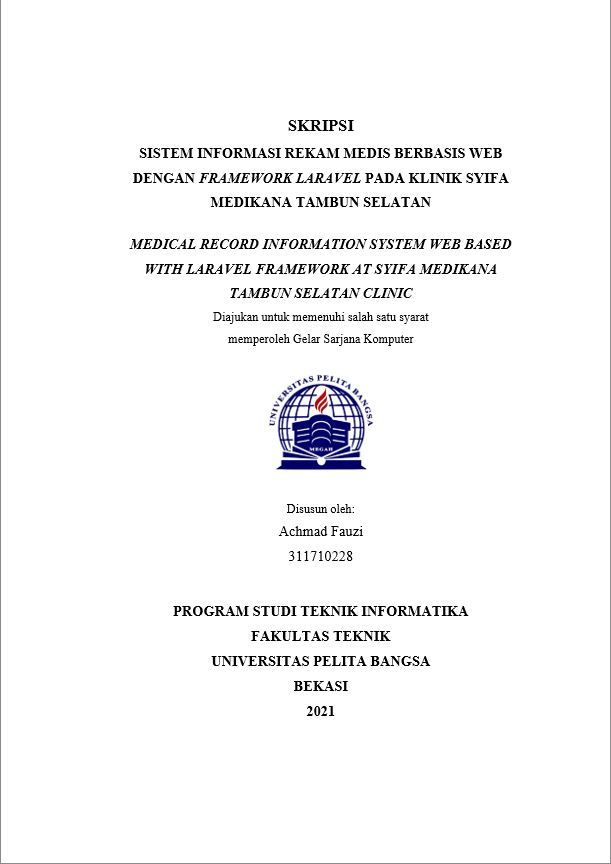 SKRIPSI
SISTEM INFORMASI REKAM MEDIS BERBASIS WEB
DENGAN FRAMEWORK LARAVEL PADA KLINIK SYIFA
MEDIKANA TAMBUN SELATAN
MEDICAL RECORD INFORMATION SYSTEM WEB BASED
WITH LARAVEL FRAMEWORK AT SYIFA MEDIKANA
TAMBUN SELATAN CLINIC
Diajukan untuk memenuhi salah satu syarat
memperoleh Gelar Sarjana Komputer
UNIVERSITAS PELITA BANGSA
MEGAH
Disusun oleh:
Achmad Fauzi
311710228
PROGRAM STUDI TEKNIK INFORMATIKA
FAKULTAS TEKNIK
UNIVERSITAS PELITA BANGSA
BEKASI
2021